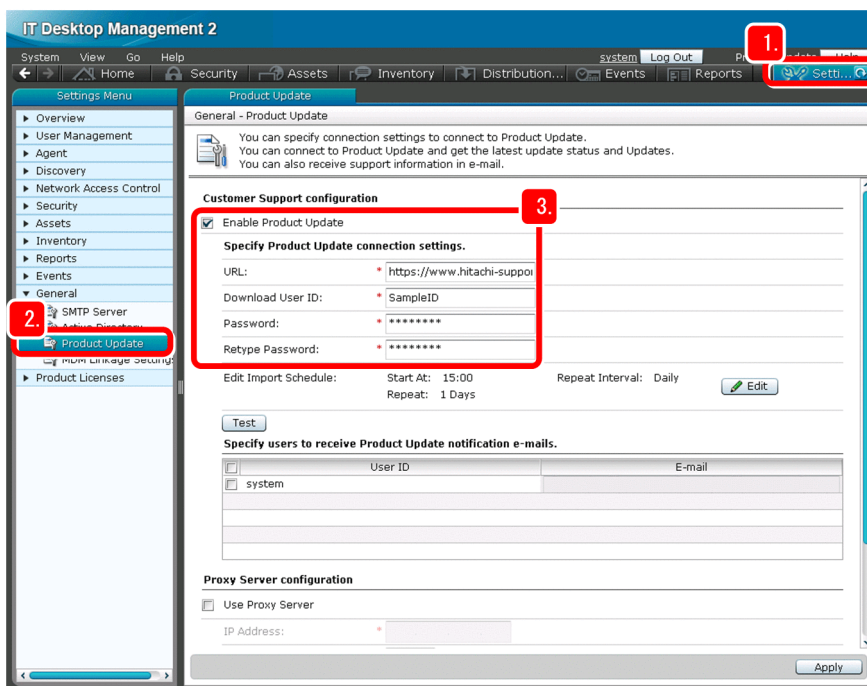 IT Desktop Management 2
1.
System View Go Help system Log Out
Home Security Assets Inventory Distribution... Events Reports Setti...
Settings Menu Product Update
Overview
User Management
Agent
Discovery
Network Access Control
Security
Assets
Inventory
Reports
Events
General
SMTP Server
2.
Active Directory
Product Update
MDM Linkage Settings
Product Licenses
General - Product Update
You can specify connection settings to connect to Product Update.
You can connect to Product Update and get the latest update status and Updates.
You can also receive support information in e-mail.
Customer Support configuration
3.
Enable Product Update
Specify Product Update connection settings.
URL: * https://www.hitachi-suppor
Download User ID: * SampleID
Password: * ********
Retype Password: * ********
Edit Import Schedule: Start At: 15:00 Repeat Interval: Daily Edit
Repeat: 1 Days
Test
Specify users to receive Product Update notification e-mails.
User ID E-mail
system
Proxy Server configuration
Use Proxy Server
IP Address: *
Apply